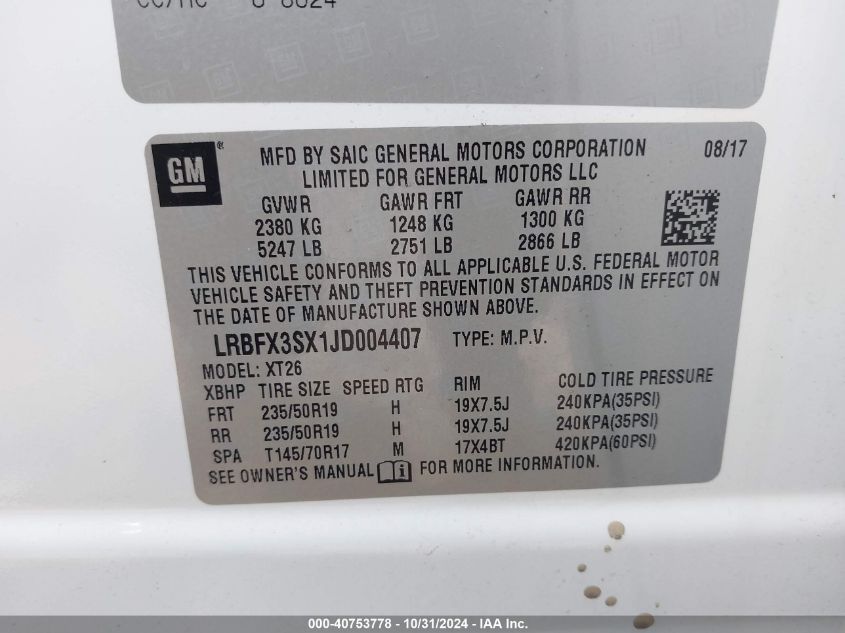 GM
MFD BY SAIC GENERAL MOTORS CORPORATION 08/17
LIMITED FOR GENERAL MOTORS LLC
GVWR GAWR FRT GAWR RR
2380 KG 1248 KG 1300 KG
5247 LB 2751 LB 2866 LB
THIS VEHICLE CONFORMS TO ALL APPLICABLE U.S. FEDERAL MOTOR
VEHICLE SAFETY AND THEFT PREVENTION STANDARDS IN EFFECT ON
THE DATE OF MANUFACTURE SHOWN ABOVE.
LRBFX3SX1JD004407 TYPE: M.P.V.
MODEL: XT26
XBHP TIRE SIZE SPEED RTG RIM COLD TIRE PRESSURE
FRT 235/50R19 H 19X7.5J 240KPA(35PSI)
RR 235/50R19 H 19X7.5J 240KPA(35PSI)
SPA T145/70R17 M 17X4BT 420KPA(60PSI)
SEE OWNER'S MANUAL FOR MORE INFORMATION.
000-40753778 - 10/31/2024 - IAA Inc.